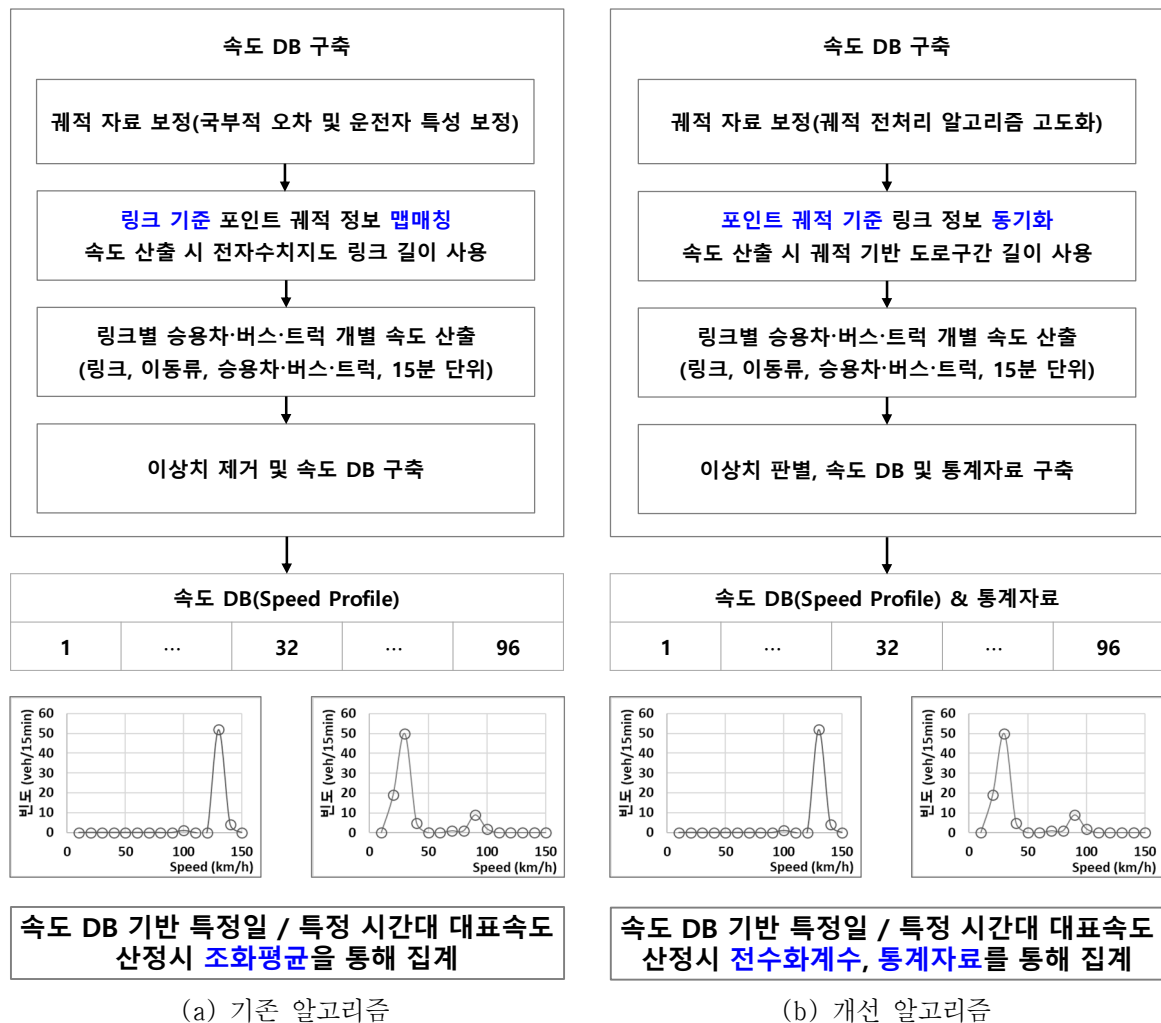 속도 DB 구축
궤적 자료 보정(국부적 오차 및 운전자 특성 보정)
링크 기준 포인트 궤적 정보 맵매칭
속도 산출 시 전자수치지도 링크 길이 사용
링크별 승용차·버스·트럭 개별 속도 산출
(링크, 이동류, 승용차·버스·트럭, 15분 단위)
이상치 제거 및 속도 DB 구축
속도 DB(Speed Profile)
1 ... 32 ... 96
빈도 (veh/15min)
60
50
40
30
20
10
0
0 50 100 150
Speed (km/h)
빈도 (veh/15min)
60
50
40
30
20
10
0
0 50 100 150
Speed (km/h)
속도 DB 기반 특정일 / 특정 시간대 대표속도
산정시 조화평균을 통해 집계
(a) 기존 알고리즘
속도 DB 구축
궤적 자료 보정(궤적 전처리 알고리즘 고도화)
포인트 궤적 기준 링크 정보 동기화
속도 산출 시 궤적 기반 도로구간 길이 사용
링크별 승용차·버스·트럭 개별 속도 산출
(링크, 이동류, 승용차·버스·트럭, 15분 단위)
이상치 판별, 속도 DB 및 통계자료 구축
속도 DB(Speed Profile) & 통계자료
1 ... 32 ... 96
빈도 (veh/15min)
60
50
40
30
20
10
0
0 50 100 150
Speed (km/h)
빈도 (veh/15min)
60
50
40
30
20
10
0
0 50 100 150
Speed (km/h)
속도 DB 기반 특정일 / 특정 시간대 대표속도
산정시 전수화계수, 통계자료를 통해 집계
(b) 개선 알고리즘